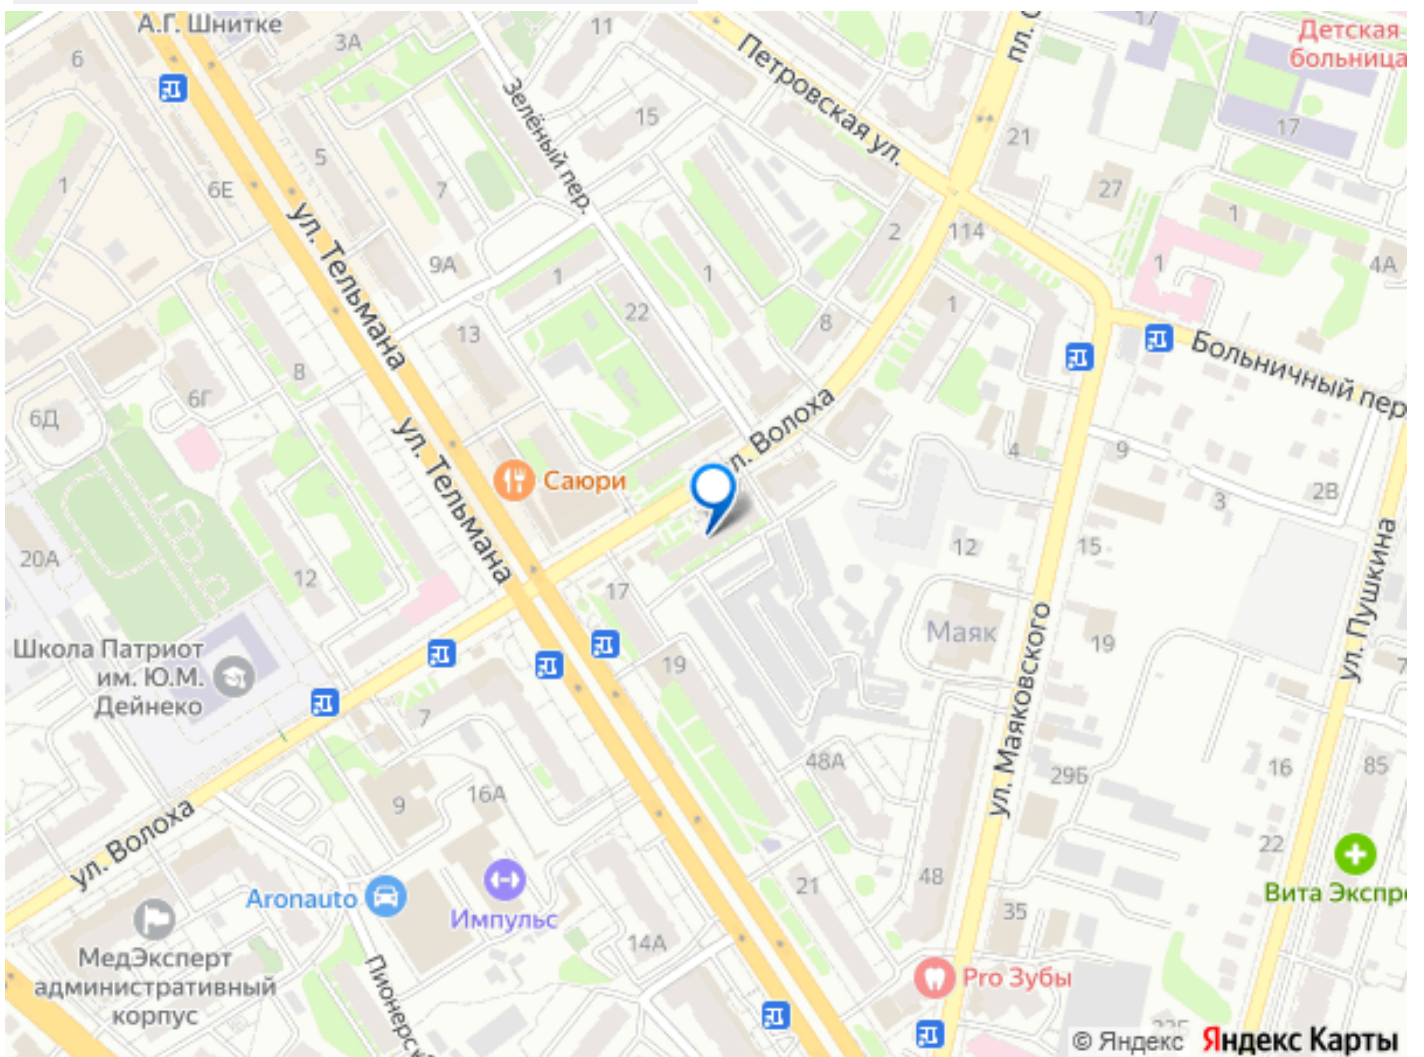 А.Г. Шнитке
3А
11
17
пл.
Детская
больница
6
Петровская ул.
Зелёный пер.
15
21
17
5
7
27
1
6Е
1
ул. Тельмана
2
114
9А
1
1
1
4А
22
8
1
13
8
Больничный пер
6Г
6Д
ул. Тельмана
л. Волоха
4
9
Саюри
2В
3
20А
12
17
12
15
ул. Пушкина
Школа Патриот
им. Ю.М.
Дейнеко
Маяк
19
19
7
7
ул. Маяковского
48А
29Б
16
85
16А
9
ул. Волоха
22
Aronauto
Импульс
21
48
Вита Экспре
35
14А
МедЭксперт
административный
корпус
Пионерск
Pro Зубы
© Яндекс Яндекс Карты